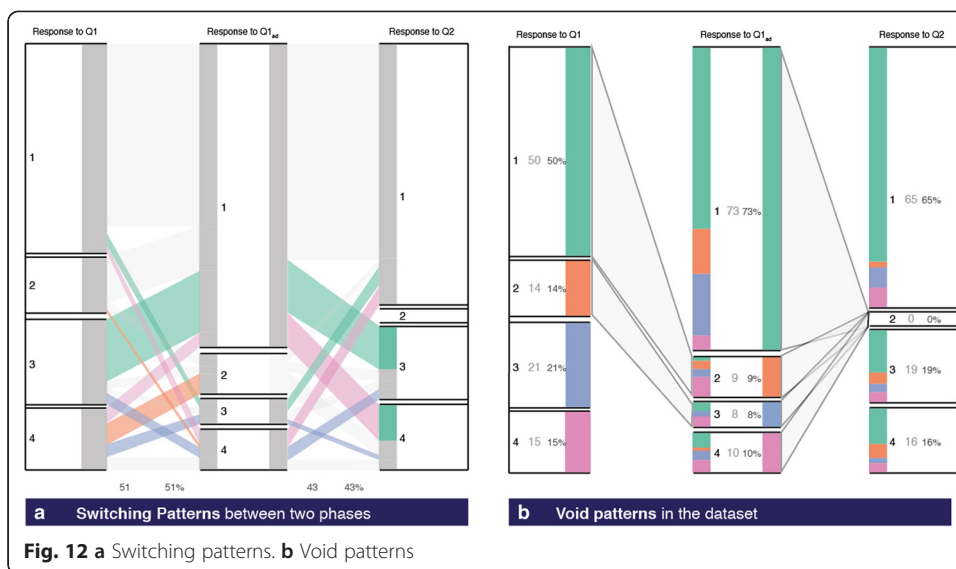 Response to Q1
Response to Q1ad
Response to Q2
1
2
3
4
1
2
3
4
1
2
3
4
51 51% 43 43%
a Switching Patterns between two phases
Response to Q1
Response to Q1ad
Response to Q2
1 50 50%
2 14 14%
3 21 21%
4 15 15%
1 73 73%
2 9 9%
3 8 8%
4 10 10%
1 65 65%
2 0 0%
3 19 19%
4 16 16%
b Void patterns in the dataset
Fig. 12 a Switching patterns. b Void patterns